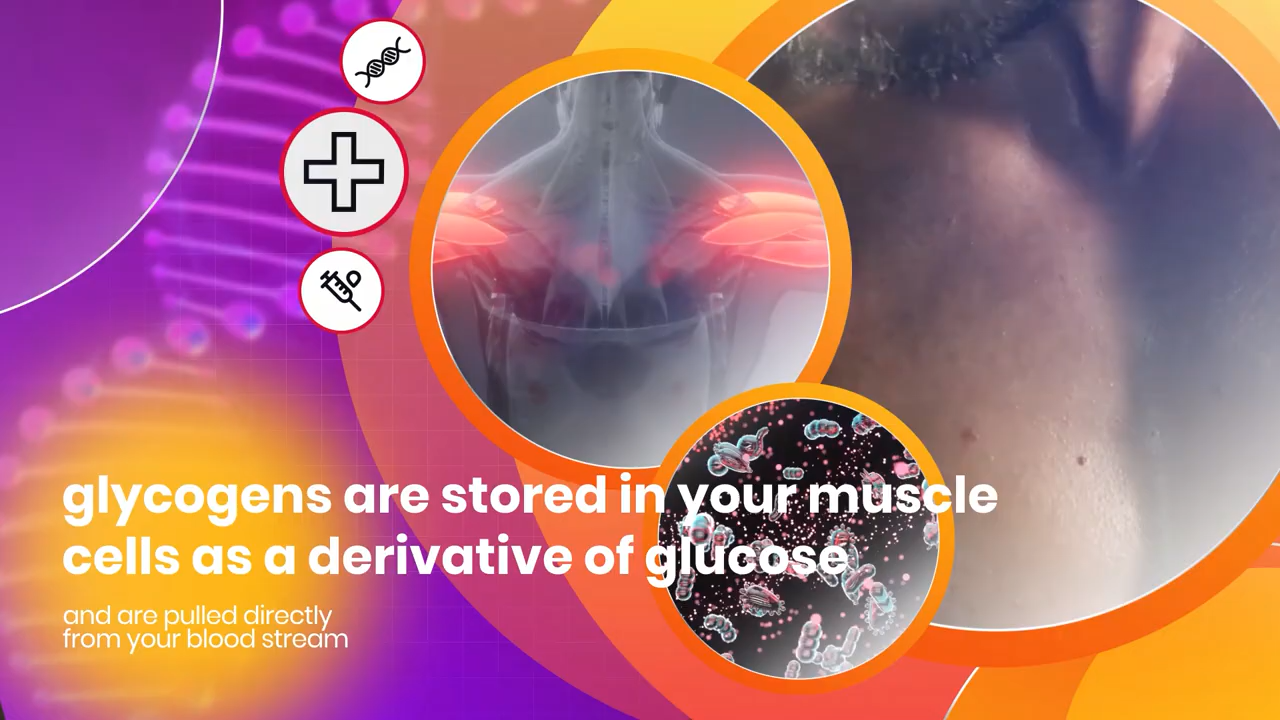 glycogens are stored in your muscle
cells as a derivative of glucose
and are pulled directly
from your blood stream